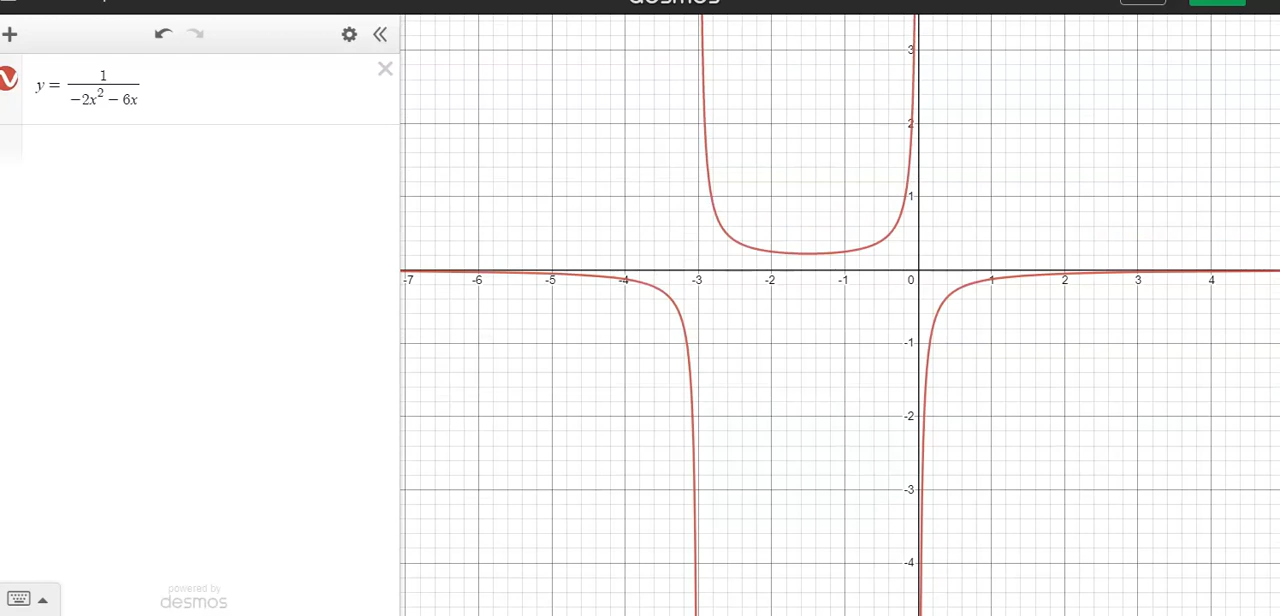 desmos
y = 1 / (−2x² − 6x)
3
2
1
-7 -6 -5 -4 -3 -2 -1 0 1 2 3 4
-1
-2
-3
-4
powered by
desmos